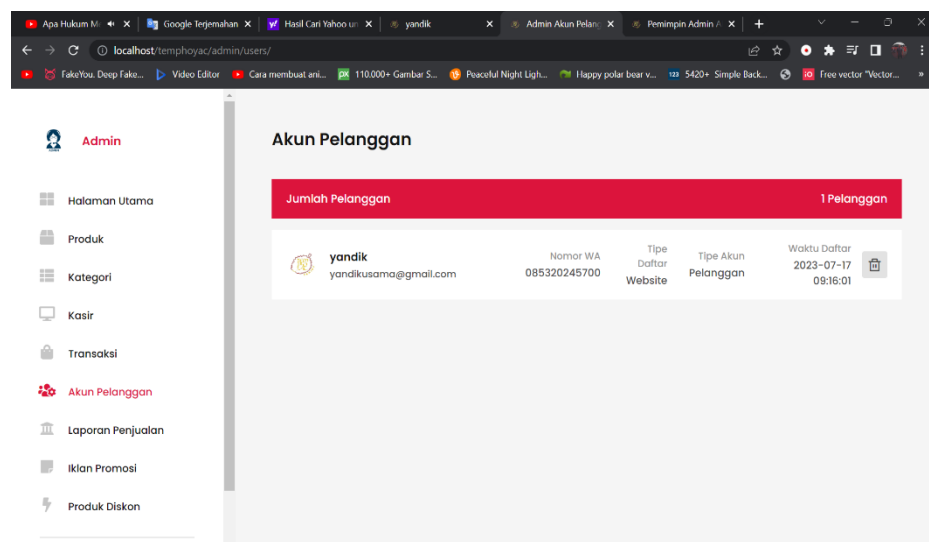 Apa Hukum M
Google Terjemahan
Hasil Cari Yahoo un
yandik
Admin Akun Pelang
Pemimpin Admin A
localhost/temphoyac/admin/users/
FakeYou. Deep Fake...
Video Editor
Cara membuat ani...
110.000+ Gambar S...
Peaceful Night Ligh...
Happy polar bear v...
5420+ Simple Back...
Free vector "Vector...
Admin
Halaman Utama
Produk
Kategori
Kasir
Transaksi
Akun Pelanggan
Laporan Penjualan
Iklan Promosi
Produk Diskon
Akun Pelanggan
Jumlah Pelanggan
1 Pelanggan
yandik
yandikusama@gmail.com
Nomor WA
085320245700
Tipe
Daftar
Website
Tipe Akun
Pelanggan
Waktu Daftar
2023-07-17
09:16:01